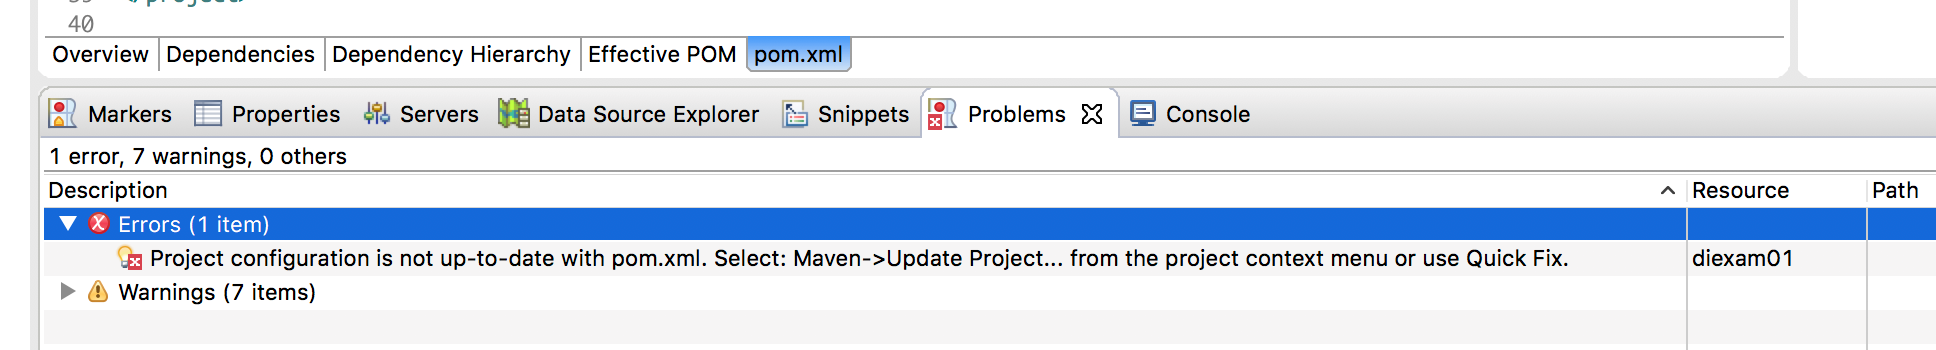 39 </project>
40
Overview Dependencies Dependency Hierarchy Effective POM pom.xml
Markers Properties Servers Data Source Explorer Snippets Problems Console
1 error, 7 warnings, 0 others
Description Resource Path
Errors (1 item)
Project configuration is not up-to-date with pom.xml. Select: Maven->Update Project... from the project context menu or use Quick Fix. diexam01
Warnings (7 items)